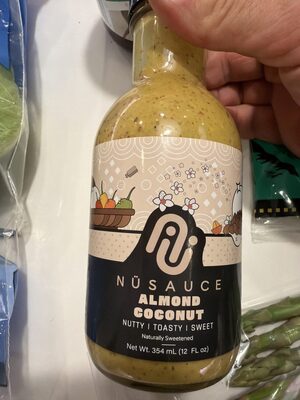 NŪSAUCE
ALMOND
COCONUT
NUTTY | TOASTY | SWEET
Naturally Sweetened
Net Wt. 354 mL (12 FL oz)